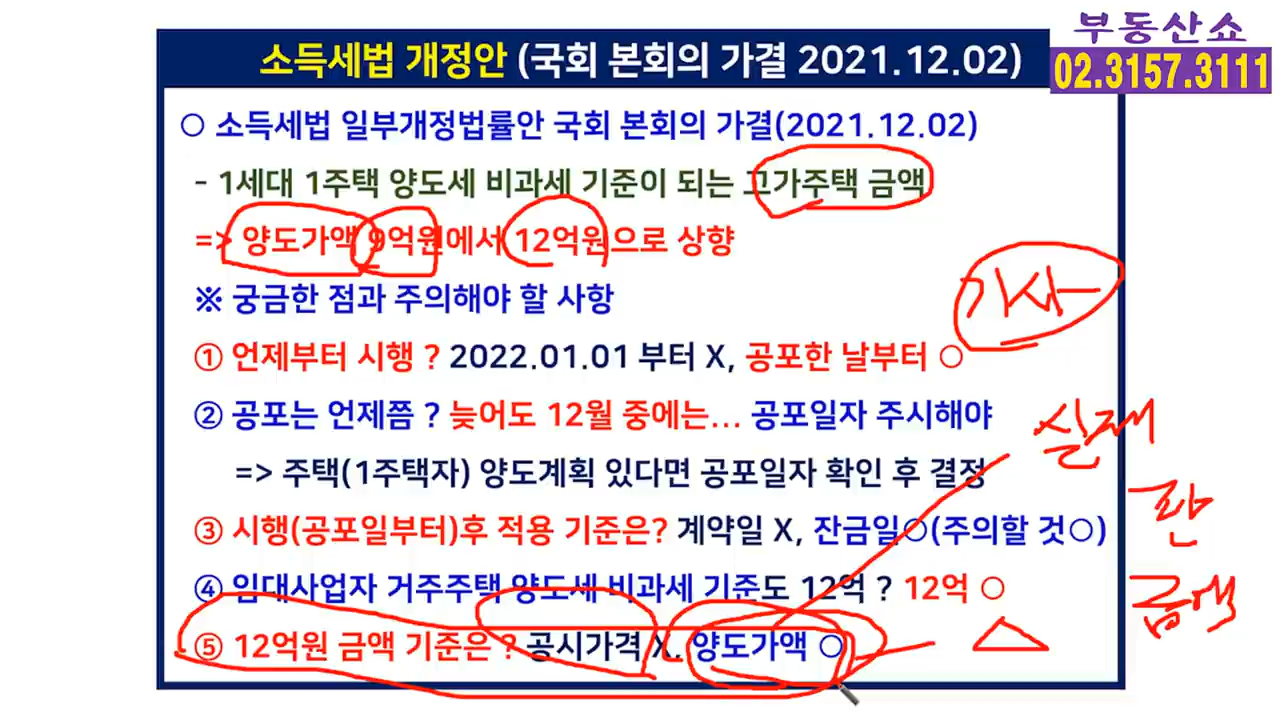 부동산쇼
02.3157.3111
소득세법 개정안 (국회 본회의 가결 2021.12.02)
○ 소득세법 일부개정법률안 국회 본회의 가결(2021.12.02)
- 1세대 1주택 양도세 비과세 기준이 되는 고가주택 금액
=> 양도가액 9억원에서 12억원으로 상향
※ 궁금한 점과 주의해야 할 사항
기사
① 언제부터 시행 ? 2022.01.01 부터 X, 공포한 날부터 ○
② 공포는 언제쯤 ? 늦어도 12월 중에는... 공포일자 주시해야
실제
=> 주택(1주택자) 양도계획 있다면 공포일자 확인 후 결정
판
③ 시행(공포일부터)후 적용 기준은? 계약일 X, 잔금일○(주의할 것○)
④ 임대사업자 거주주택 양도세 비과세 기준도 12억 ? 12억 ○
금액
⑤ 12억원 금액 기준은 ? 공시가격 X, 양도가액 ○